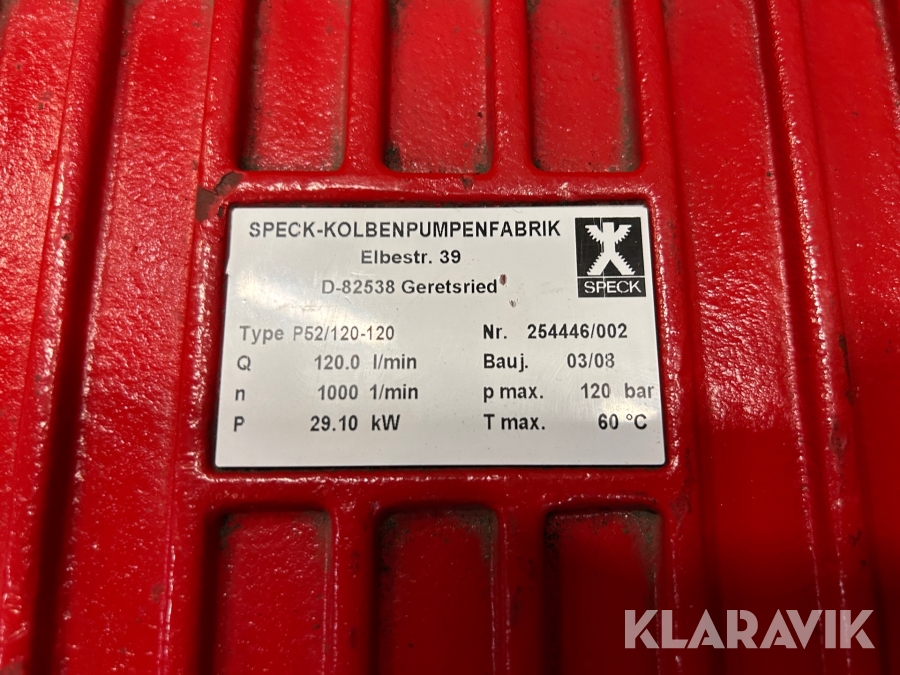 SPECK-KOLBENPUMPENFABRIK
Elbestr. 39
D-82538 Geretsried
SPECK
Type P52/120-120 Nr. 254446/002
Q 120.0 l/min Bauj. 03/08
n 1000 1/min p max. 120 bar
P 29.10 kW T max. 60 °C
KLARAVIK